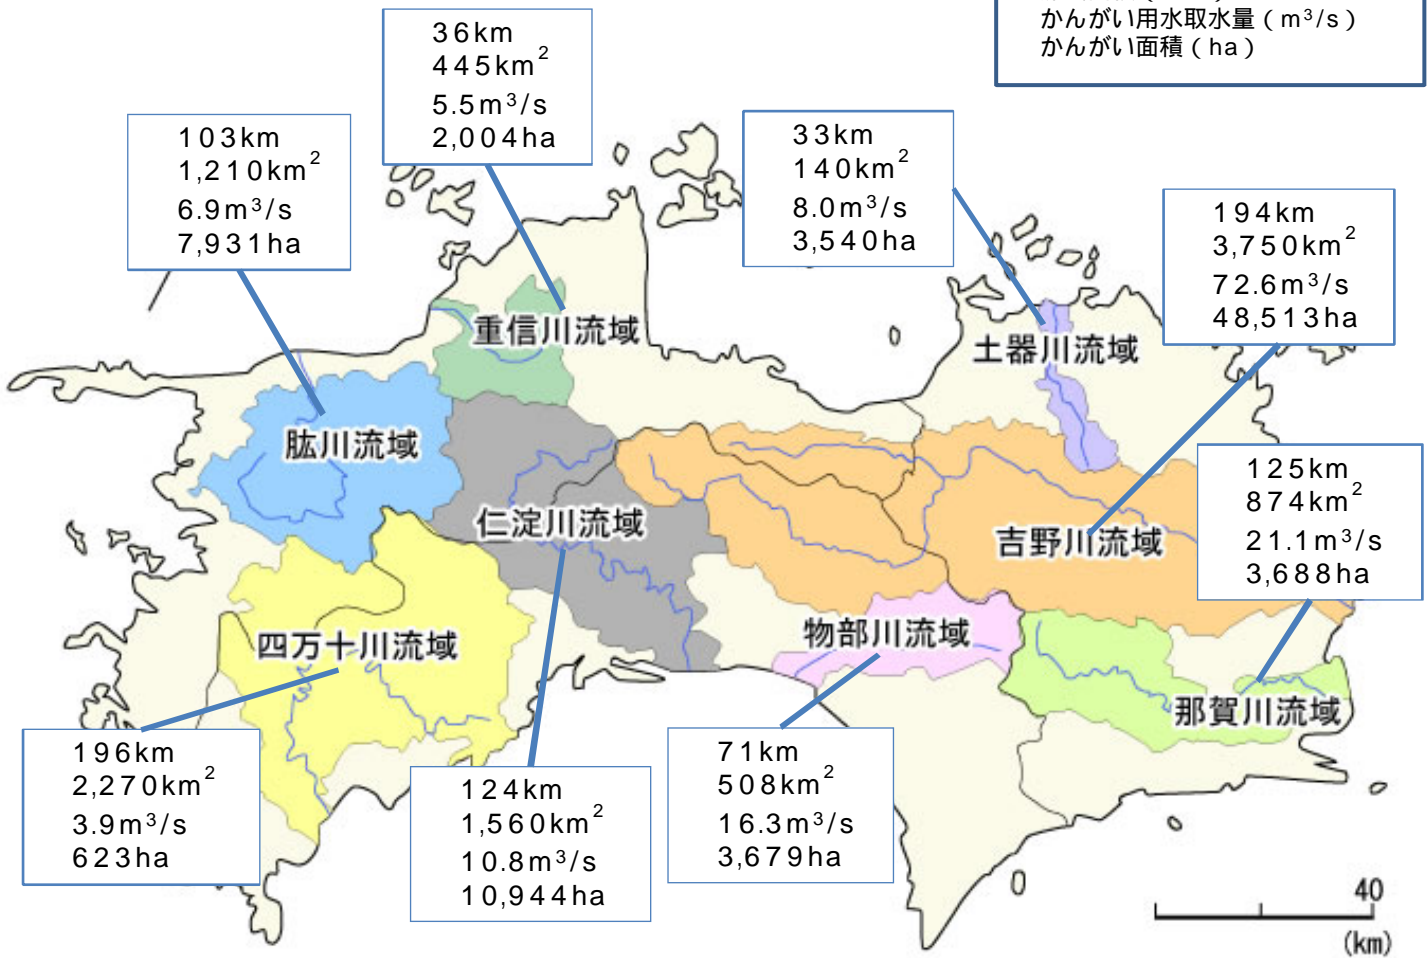 かんがい用水取水量（m³/s）
かんがい面積（ha）
36km
445km²
5.5m³/s
2,004ha
103km
1,210km²
6.9m³/s
7,931ha
33km
140km²
8.0m³/s
3,540ha
194km
3,750km²
72.6m³/s
48,513ha
重信川流域
土器川流域
肱川流域
仁淀川流域
吉野川流域
125km
874km²
21.1m³/s
3,688ha
四万十川流域
物部川流域
那賀川流域
196km
2,270km²
3.9m³/s
623ha
124km
1,560km²
10.8m³/s
10,944ha
71km
508km²
16.3m³/s
3,679ha
40
(km)